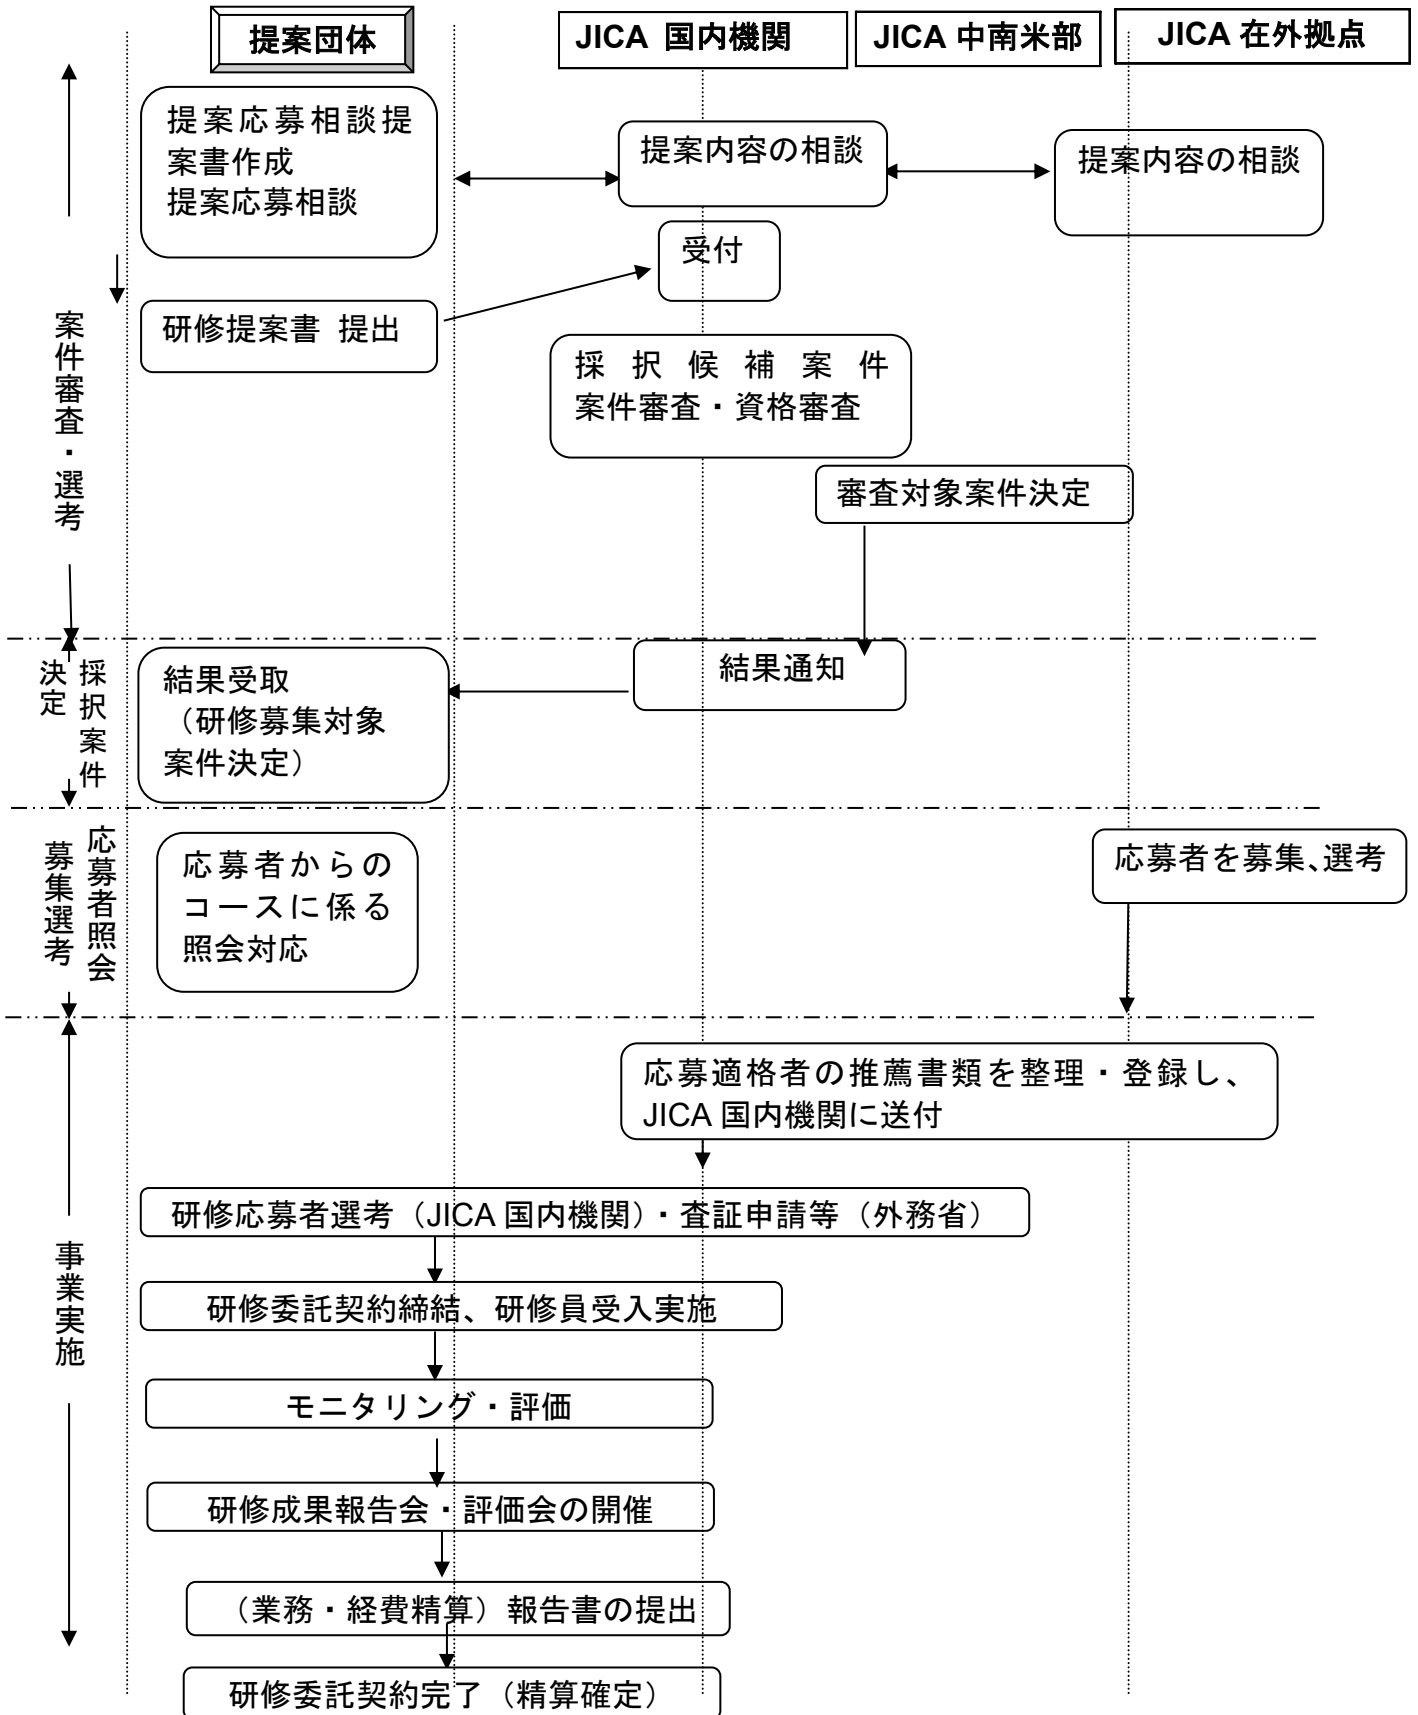 提案団体
JICA 国内機関
JICA 中南米部
JICA 在外拠点
提案応募相談提
案書作成
提案応募相談
提案内容の相談
提案内容の相談
受付
研修提案書 提出
案件審査・選考
採択候補案件
案件審査・資格審査
審査対象案件決定
採択案件
決定
結果受取
（研修募集対象
案件決定）
結果通知
応募者照会
募集選考
応募者からの
コースに係る
照会対応
応募者を募集、選考
事業実施
応募適格者の推薦書類を整理・登録し、
JICA 国内機関に送付
研修応募者選考（JICA 国内機関）・査証申請等（外務省）
研修委託契約締結、研修員受入実施
モニタリング・評価
研修成果報告会・評価会の開催
（業務・経費精算）報告書の提出
研修委託契約完了（精算確定）